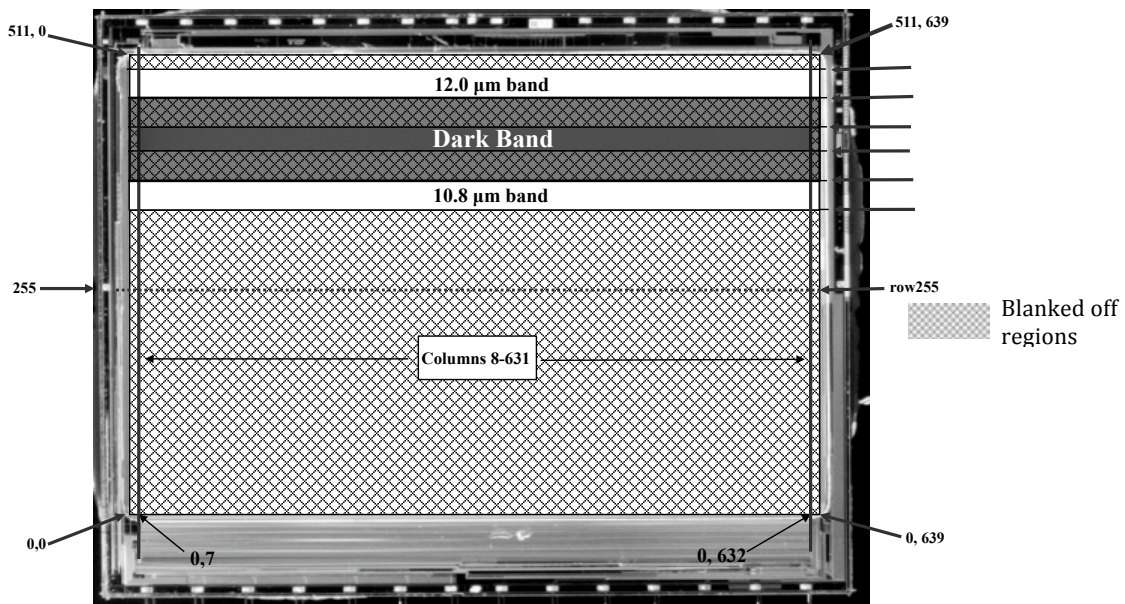 511, 0
511, 639
12.0 µm band
Dark Band
10.8 µm band
255
row255
Blanked off
regions
Columns 8-631
0,0
0,7
0, 632
0, 639